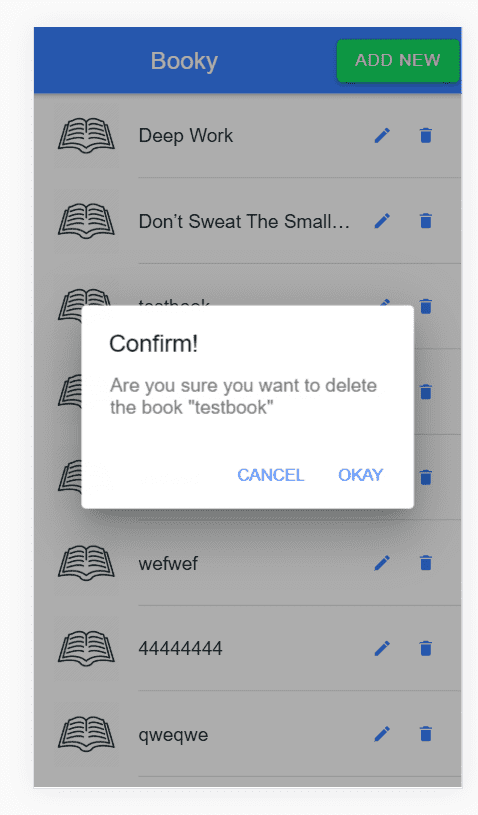 Booky
ADD NEW
Deep Work
Don’t Sweat The Small…
testbook
Confirm!
Are you sure you want to delete
the book "testbook"
CANCEL
OKAY
wefwef
44444444
qweqwe